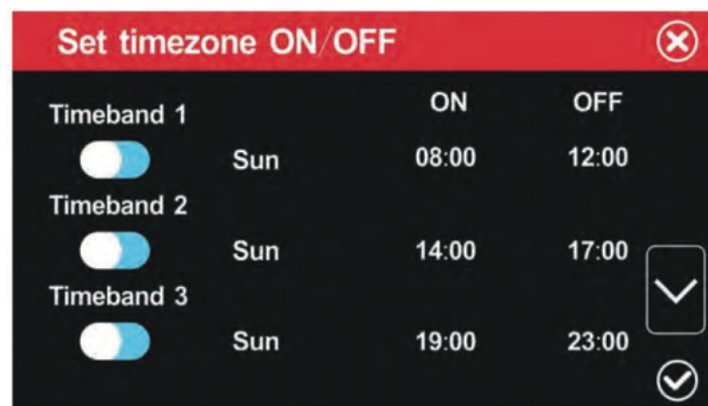 Set timezone ON/OFF
ON OFF
Timeband 1
Sun 08:00 12:00
Timeband 2
Sun 14:00 17:00
Timeband 3
Sun 19:00 23:00